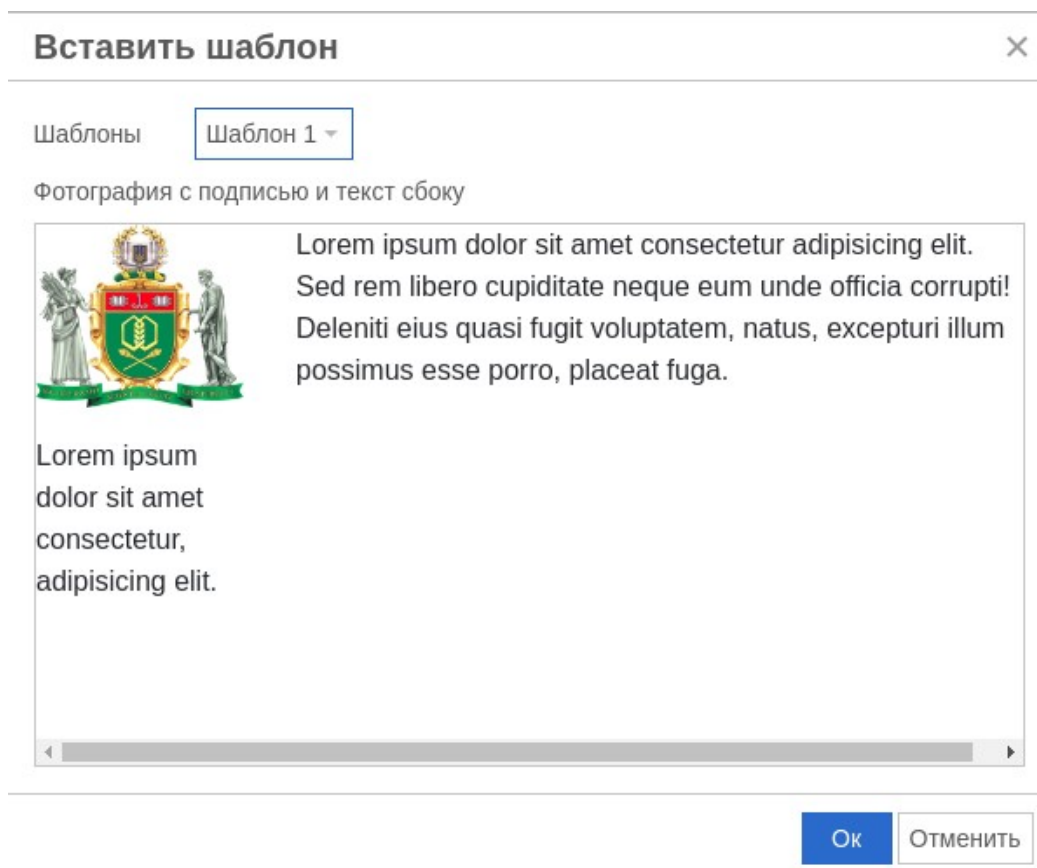 Вставить шаблон
Шаблоны
Шаблон 1
Фотография с подписью и текст сбоку
Lorem ipsum dolor sit amet consectetur adipisicing elit.
Sed rem libero cupiditate neque eum unde officia corrupti!
Deleniti eius quasi fugit voluptatem, natus, excepturi illum
possimus esse porro, placeat fuga.
Lorem ipsum
dolor sit amet
consectetur,
adipisicing elit.
Ок
Отменить